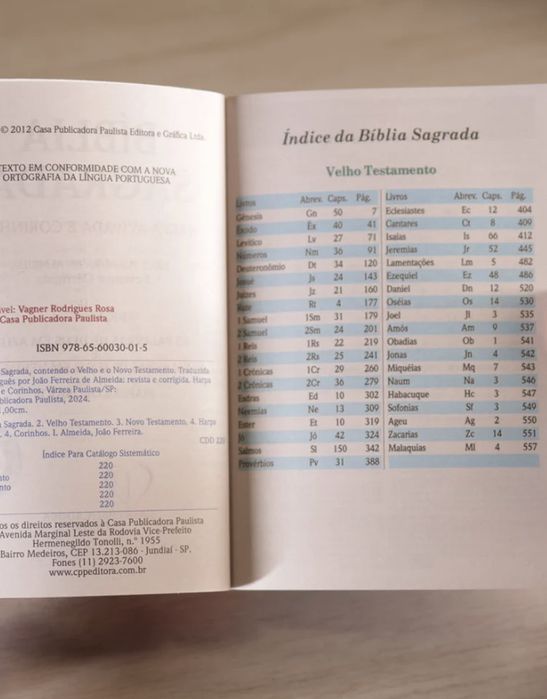 © 2012 Casa Publicadora Paulista Editora e Gráfica Ltda.
TEXTO EM CONFORMIDADE COM A NOVA
ORTOGRAFIA DA LÍNGUA PORTUGUESA
Vagner Rodrigues Rosa
Casa Publicadora Paulista
ISBN 978-65-60030-01-5
Sagrada, contendo o Velho e o Novo Testamento. Traduzida
por João Ferreira de Almeida: revista e corrigida. Harpa
e Corinhos, Várzea Paulista/SP:
Paulista, 2024.
Sagrada. 2. Velho Testamento. 3. Novo Testamento. 4. Harpa
4. Corinhos. I. Almeida, João Ferreira.
CDD 220
Índice Para Catálogo Sistemático
220
220
220
220
220
os direitos reservados à Casa Publicadora Paulista
Avenida Marginal Leste da Rodovia Vice-Prefeito
Hermenegildo Tonolli, n.° 1955
Bairro Medeiros, CEP 13.213-086 - Jundiaí - SP.
Fones (11) 2923-7600
www.cppeditora.com.br
Índice da Bíblia Sagrada
Velho Testamento
Livros Abrev. Caps. Pág.
Gênesis Gn 50 7
Êxodo Êx 40 41
Levítico Lv 27 71
Números Nm 36 91
Deuteronômio Dt 34 120
Josué Js 24 143
Juízes Jz 21 160
Rute Rt 4 177
1 Samuel 1Sm 31 179
2 Samuel 2Sm 24 201
1 Reis 1Rs 22 219
2 Reis 2Rs 25 241
1 Crônicas 1Cr 29 260
2 Crônicas 2Cr 36 279
Esdras Ed 10 302
Neemias Ne 13 309
Ester Et 10 319
Jó Jó 42 324
Salmos Sl 150 342
Provérbios Pv 31 388
Livros Abrev. Caps. Pág.
Eclesiastes Ec 12 404
Cantares Ct 8 409
Isaías Is 66 412
Jeremias Jr 52 445
Lamentações Lm 5 482
Ezequiel Ez 48 486
Daniel Dn 12 520
Oséias Os 14 530
Joel Jl 3 535
Amós Am 9 537
Obadias Ob 1 541
Jonas Jn 4 542
Miquéias Mq 7 543
Naum Na 3 546
Habacuque Hc 3 547
Sofonias Sf 3 549
Ageu Ag 2 550
Zacarias Zc 14 551
Malaquias Ml 4 557